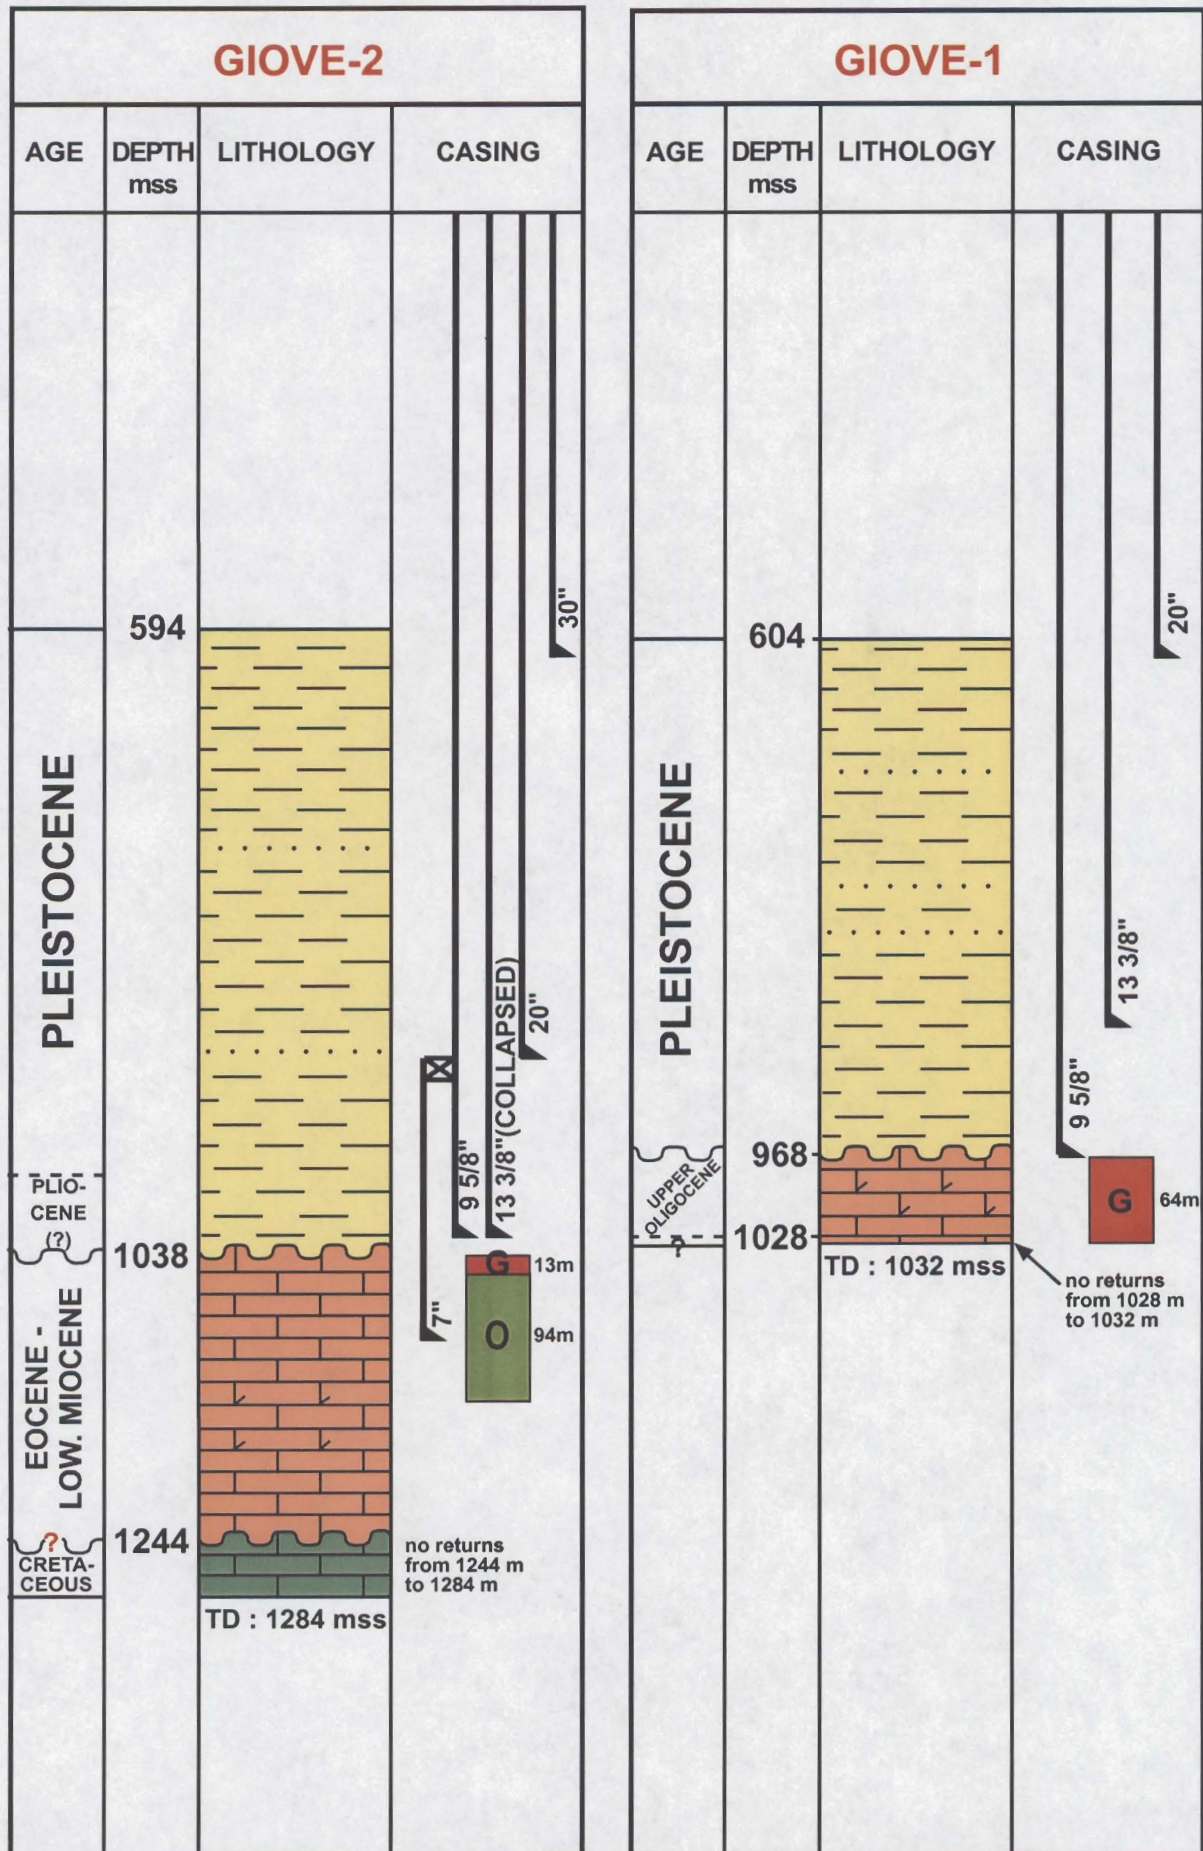 GIOVE-2
AGE
DEPTH
mss
LITHOLOGY
CASING
594
1038
1244
PLEISTOCENE
PLIO-
CENE
(?)
EOCENE -
LOW. MIOCENE
?
CRETA-
CEOUS
30"
20"
13 3/8"(COLLAPSED)
9 5/8"
7"
G
13m
O
94m
no returns
from 1244 m
to 1284 m
TD : 1284 mss
GIOVE-1
AGE
DEPTH
mss
LITHOLOGY
CASING
604
968
1028
PLEISTOCENE
UPPER
OLIGOCENE
?
20"
13 3/8"
9 5/8"
G
64m
TD : 1032 mss
no returns
from 1028 m
to 1032 m